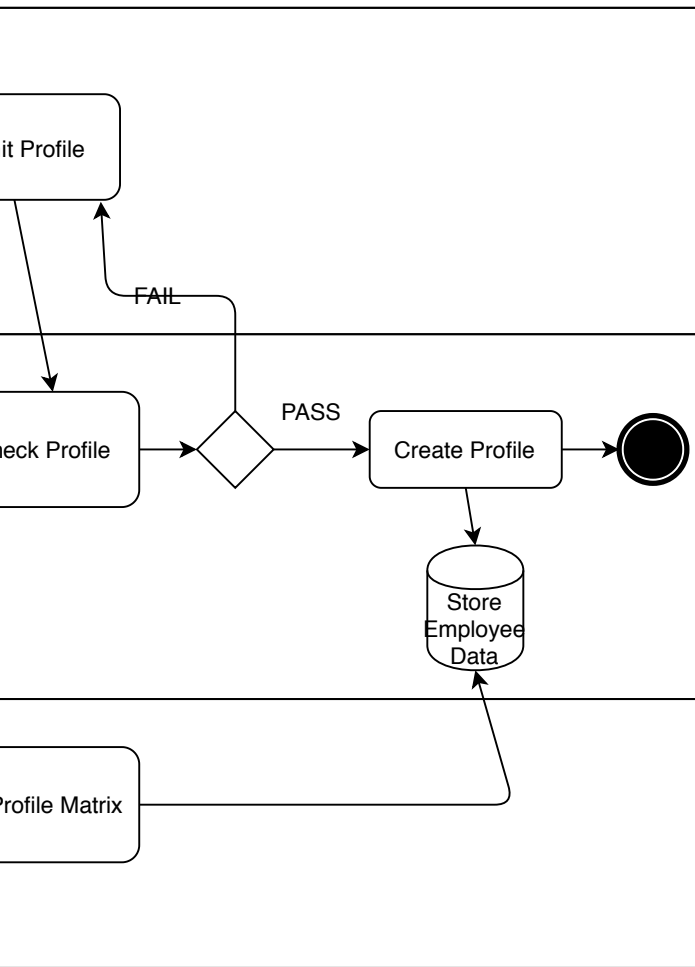 it Profile
FAIL
PASS
heck Profile
Create Profile
Store
Employee
Data
Profile Matrix